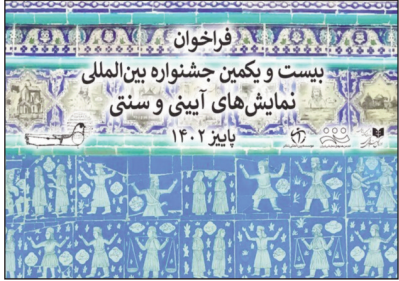 فراخوان
بیست و یکمین جشنواره بین‌المللی
نمایش‌های آیینی و سنتی
پاییز ۱۴۰۲